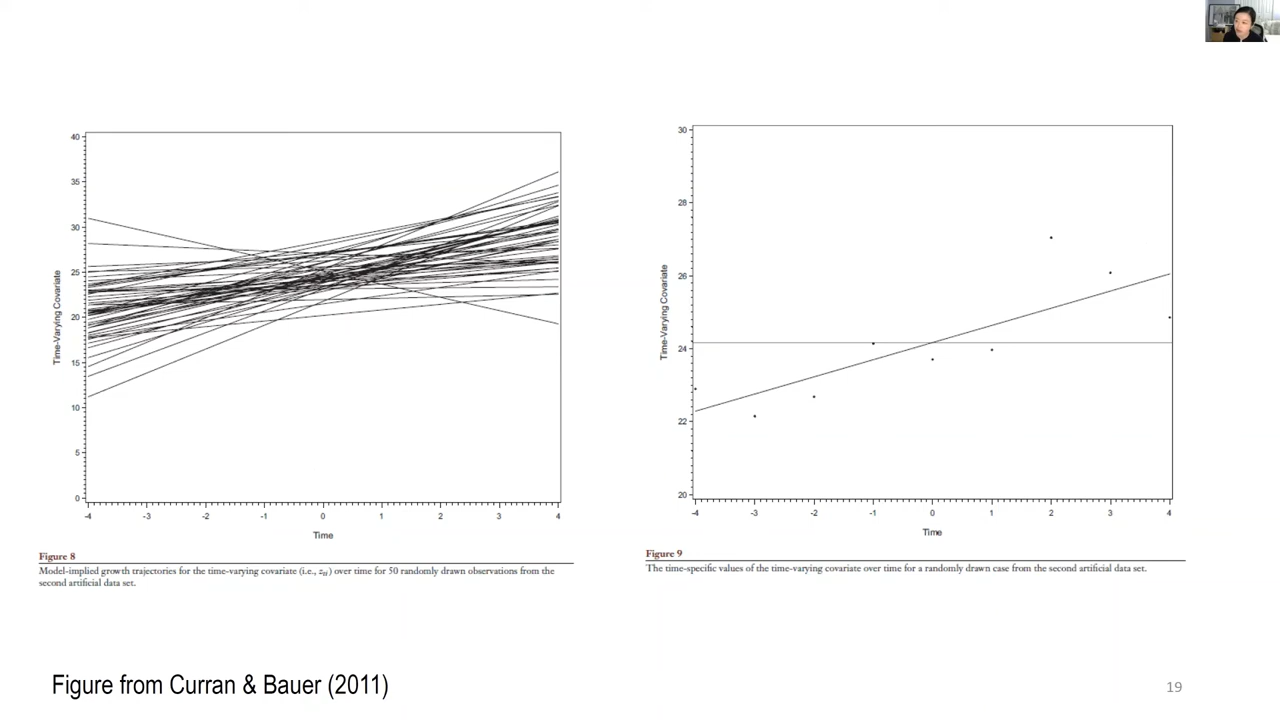 40
35
30
25
20
15
10
5
0
Time-Varying Covariate
-4 -3 -2 -1 0 1 2 3 4
Time
Figure 8
Model-implied growth trajectories for the time-varying covariate (i.e., zti) over time for 50 randomly drawn observations from the
second artificial data set.
30
28
26
24
22
20
Time-Varying Covariate
-4 -3 -2 -1 0 1 2 3 4
Time
Figure 9
The time-specific values of the time-varying covariate over time for a randomly drawn case from the second artificial data set.
Figure from Curran & Bauer (2011)
19